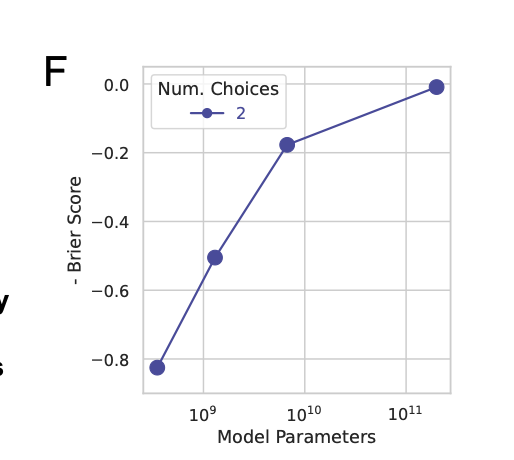 F
Num. Choices
2
0.0
−0.2
−0.4
−0.6
−0.8
- Brier Score
10⁹
10¹⁰
10¹¹
Model Parameters
y
s